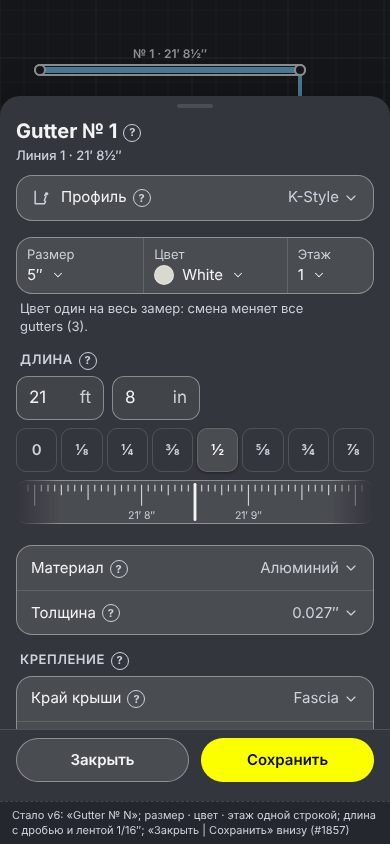 № 1 · 21′ 8½″
Gutter № 1 ?
Линия 1 · 21′ 8½″
Профиль ? K-Style
Размер Цвет Этаж
5″ White 1
Цвет один на весь замер: смена меняет все
gutters (3).
ДЛИНА ?
21 ft 8 in
0 ⅛ ¼ ⅜ ½ ⅝ ¾ ⅞
21′ 8″ 21′ 9″
Материал ? Алюминий
Толщина ? 0.027″
КРЕПЛЕНИЕ ?
Край крыши ? Fascia
Закрыть Сохранить
Стало v6: «Gutter № N»; размер · цвет · этаж одной строкой; длина
с дробью и лентой 1/16″; «Закрыть | Сохранить» внизу (#1857)